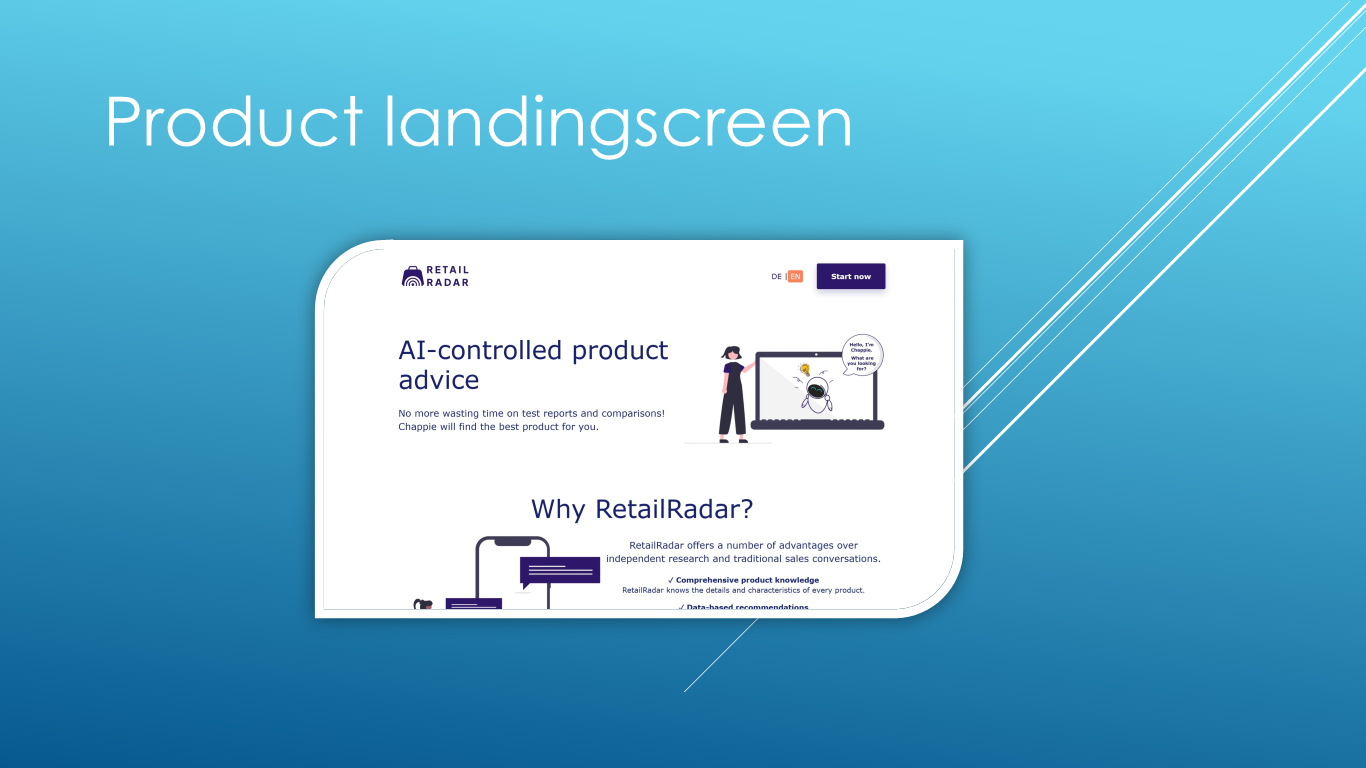 Product landingscreen
RETAIL
RADAR
DE | EN
Start now
AI-controlled product
advice
No more wasting time on test reports and comparisons!
Chappie will find the best product for you.
Hello, I'm
Chappie.
What are
you looking
for?
Why RetailRadar?
RetailRadar offers a number of advantages over
independent research and traditional sales conversations.
✓ Comprehensive product knowledge
RetailRadar knows the details and characteristics of every product.
✓ Data-based recommendations